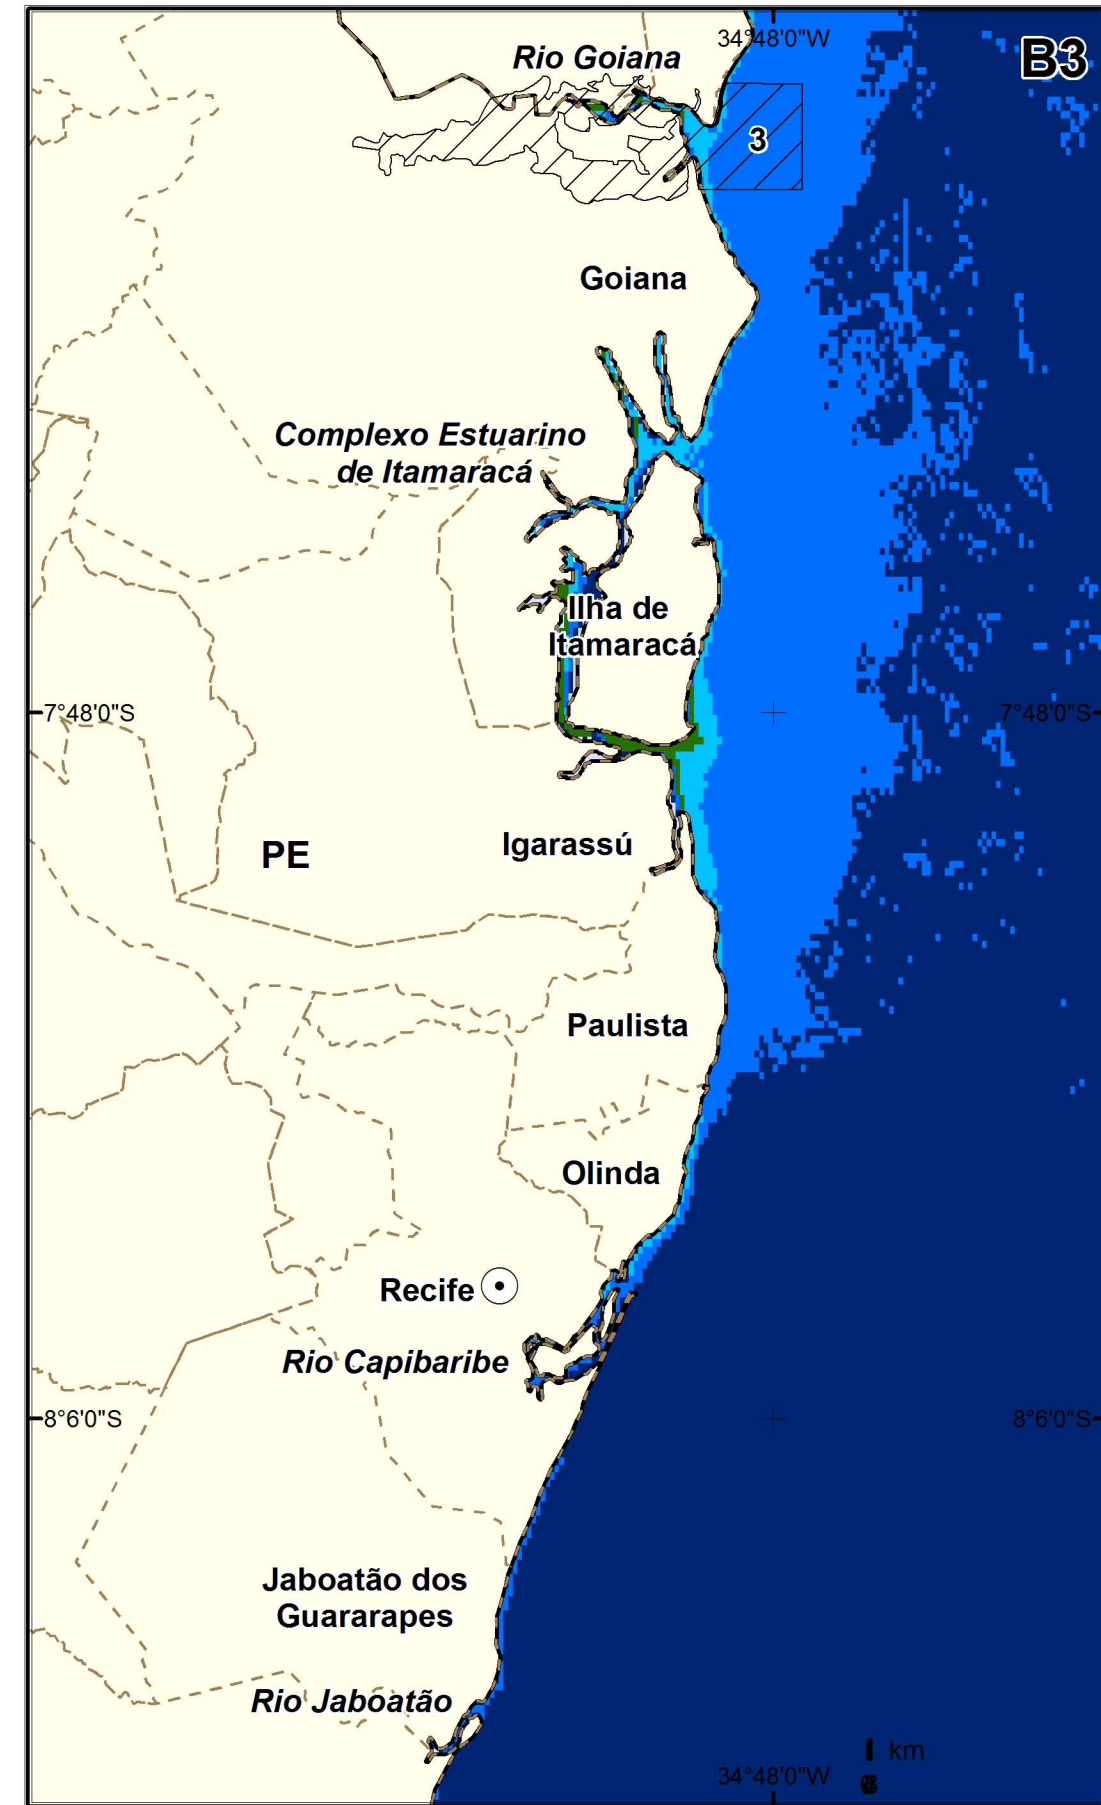 34°48'0"W
B3
Rio Goiana
3
Goiana
Complexo Estuarino
de Itamaracá
Ilha de
Itamaracá
7°48'0"S
7°48'0"S
Igarassú
PE
Paulista
Olinda
Recife
Rio Capibaribe
8°6'0"S
8°6'0"S
Jaboatão dos
Guararapes
Rio Jaboatão
km
34°48'0"W